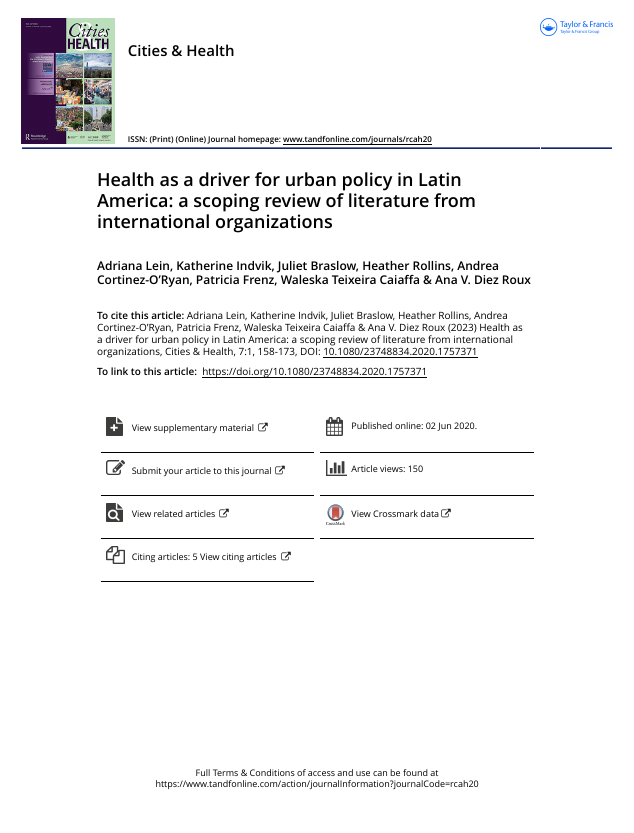 Cities
HEALTH
Routledge
Taylor & Francis
Taylor & Francis Group
Cities & Health
ISSN: (Print) (Online) Journal homepage: www.tandfonline.com/journals/rcah20
Health as a driver for urban policy in Latin
America: a scoping review of literature from
international organizations
Adriana Lein, Katherine Indvik, Juliet Braslow, Heather Rollins, Andrea
Cortinez-O’Ryan, Patricia Frenz, Waleska Teixeira Caiaffa & Ana V. Diez Roux
To cite this article: Adriana Lein, Katherine Indvik, Juliet Braslow, Heather Rollins, Andrea
Cortinez-O’Ryan, Patricia Frenz, Waleska Teixeira Caiaffa & Ana V. Diez Roux (2023) Health as
a driver for urban policy in Latin America: a scoping review of literature from international
organizations, Cities & Health, 7:1, 158-173, DOI: 10.1080/23748834.2020.1757371
To link to this article: https://doi.org/10.1080/23748834.2020.1757371
View supplementary material
Published online: 02 Jun 2020.
Submit your article to this journal
Article views: 150
View related articles
View Crossmark data
CrossMark
Citing articles: 5 View citing articles
Full Terms & Conditions of access and use can be found at
https://www.tandfonline.com/action/journalInformation?journalCode=rcah20